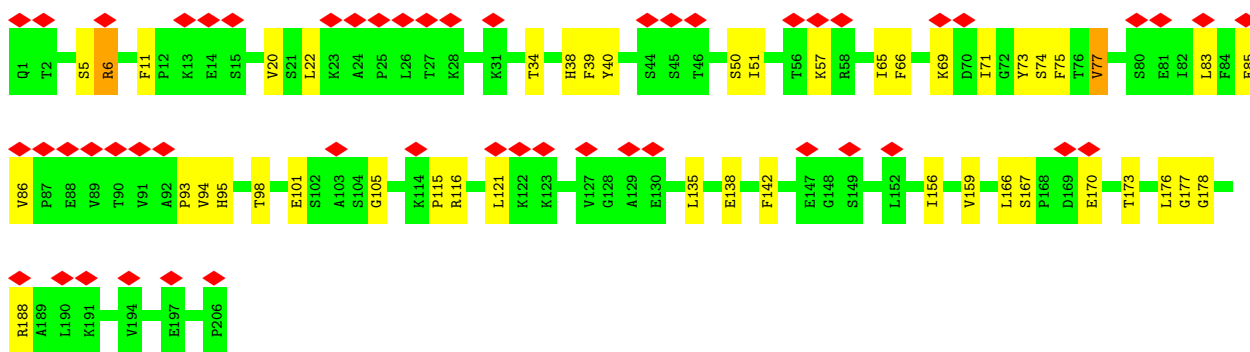 Q1 T2 S5 R6 F11 P12 K13 E14 S15 V20 S21 L22 K23 A24 P25 L26 T27 K28 K31 T34 H38 F39 Y40 S44 S45 T46 S50 I51 T56 K57 R58 I65 F66 K69 D70 I71 G72 Y73 S74 F75 T76 V77 S80 E81 I82 L83 F84
V86 P87 E88 V89 T90 V91 A92 P93 V94 H95 T98 E101 S102 A103 S104 G105 K114 P115 R116 L121 K122 K123 V127 G128 A129 E130 L135 E138 F142 E147 G148 S149 L152 I156 V159 L166 S167 P168 D169 E170 T173 L176 G177 G178
R188 A189 L190 K191 V194 E197 P206